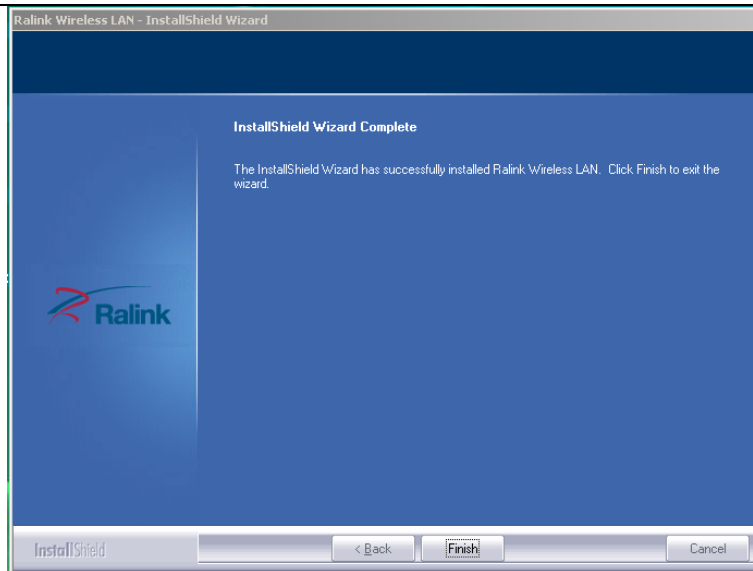 Ralink Wireless LAN - InstallShield Wizard
InstallShield Wizard Complete
The InstallShield Wizard has successfully installed Ralink Wireless LAN. Click Finish to exit the
wizard.
Ralink
InstallShield
< Back
Finish
Cancel